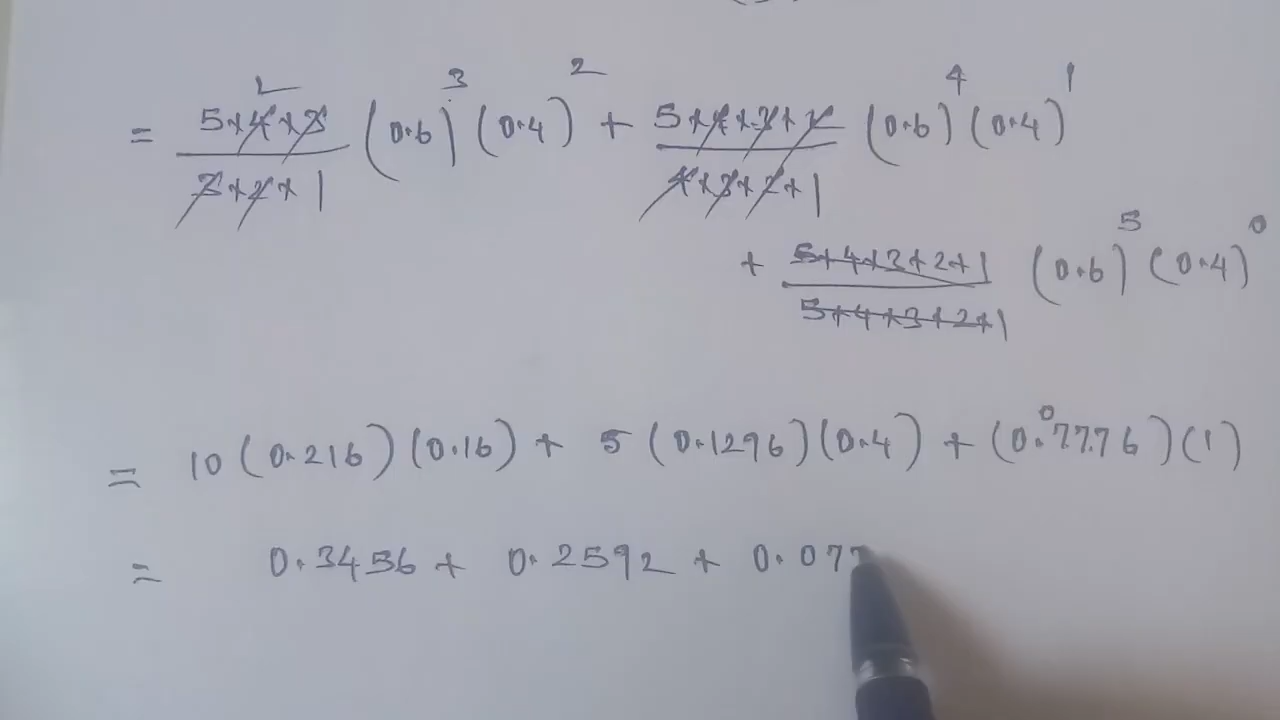 2
= 5×4×3 / 3×2×1 (0.6)^3 (0.4)^2 + 5×4×3×2 / 4×3×2×1 (0.6)^4 (0.4)^1
+ 5×4×3×2×1 / 5×4×3×2×1 (0.6)^5 (0.4)^0
= 10 (0.216)(0.16) + 5 (0.1296)(0.4) + (0.07776)(1)
= 0.3456 + 0.2592 + 0.077